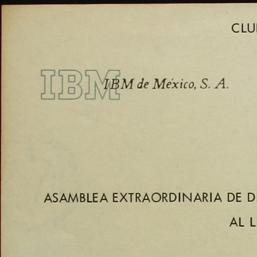 IBM
IBM de México, S. A.
ASAMBLEA EXTRAORDINARIA DE
AL